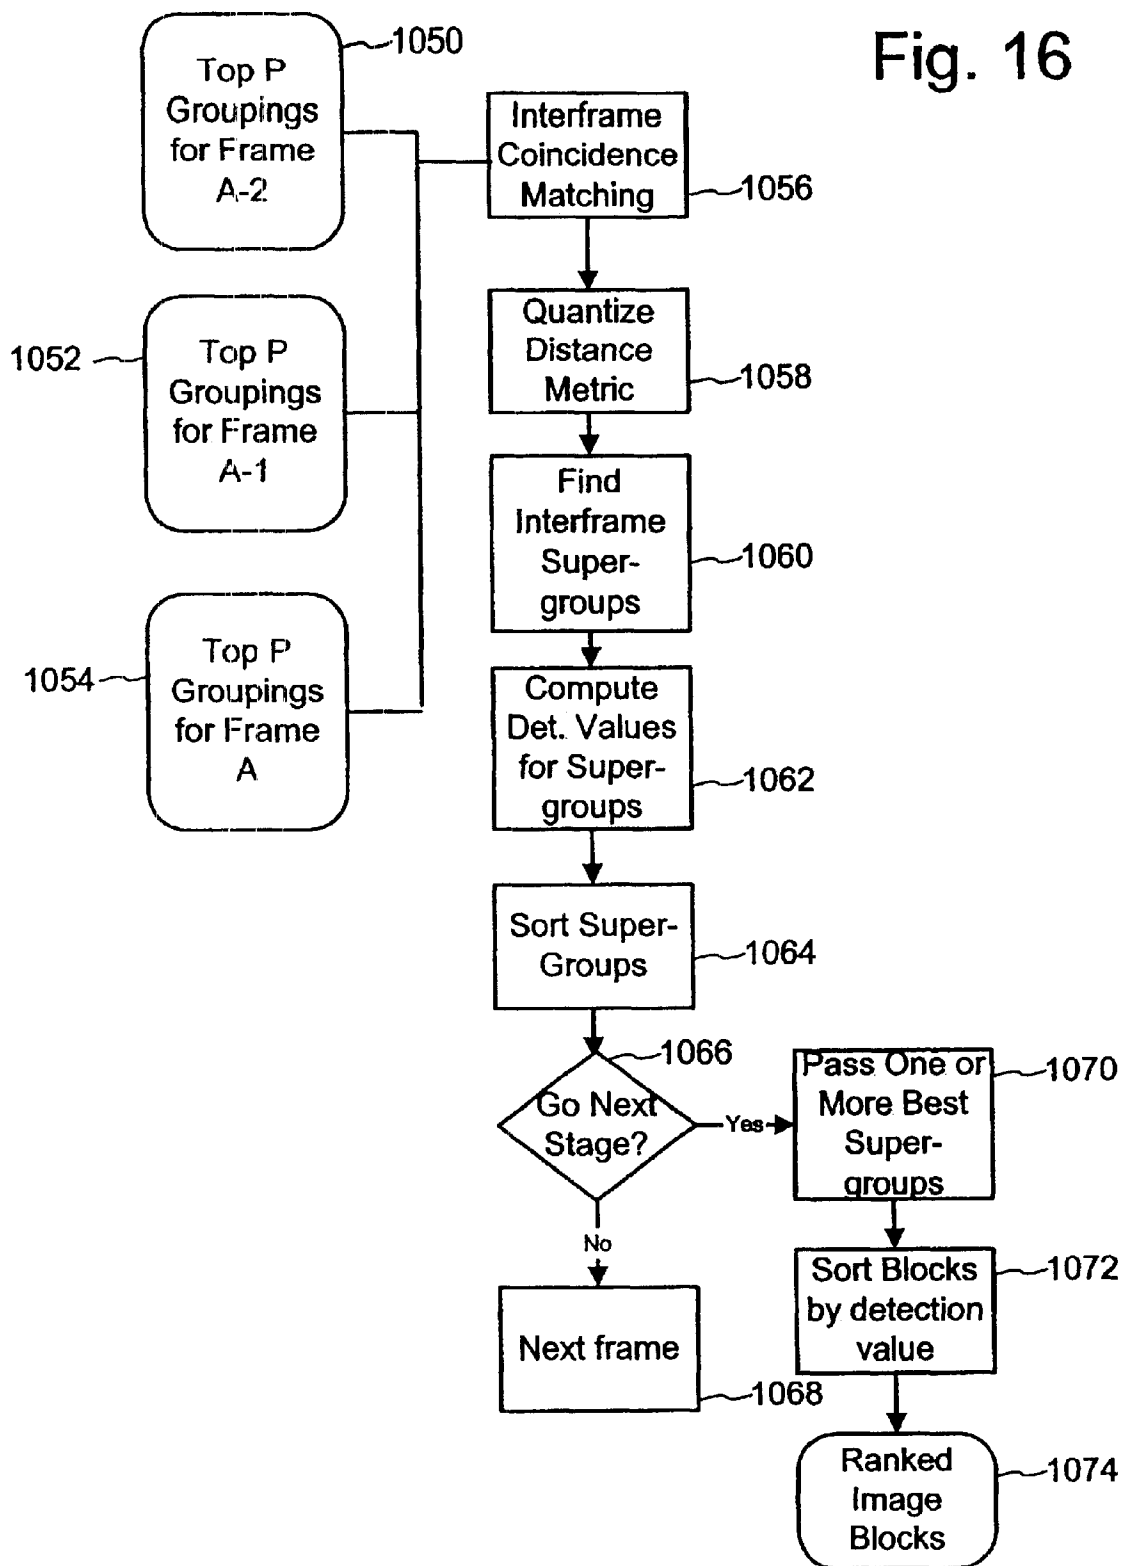 Fig. 16
1050
Top P
Groupings
for Frame
A-2
Interframe
Coincidence
Matching
1056
1052
Top P
Groupings
for Frame
A-1
Quantize
Distance
Metric
1058
Find
Interframe
Super-
groups
1060
1054
Top P
Groupings
for Frame
A
Compute
Det. Values
for Super-
groups
1062
Sort Super-
Groups
1064
1066
Go Next
Stage?
Yes
No
Next frame
1068
Pass One or
More Best
Super-
groups
1070
Sort Blocks
by detection
value
1072
Ranked
Image
Blocks
1074